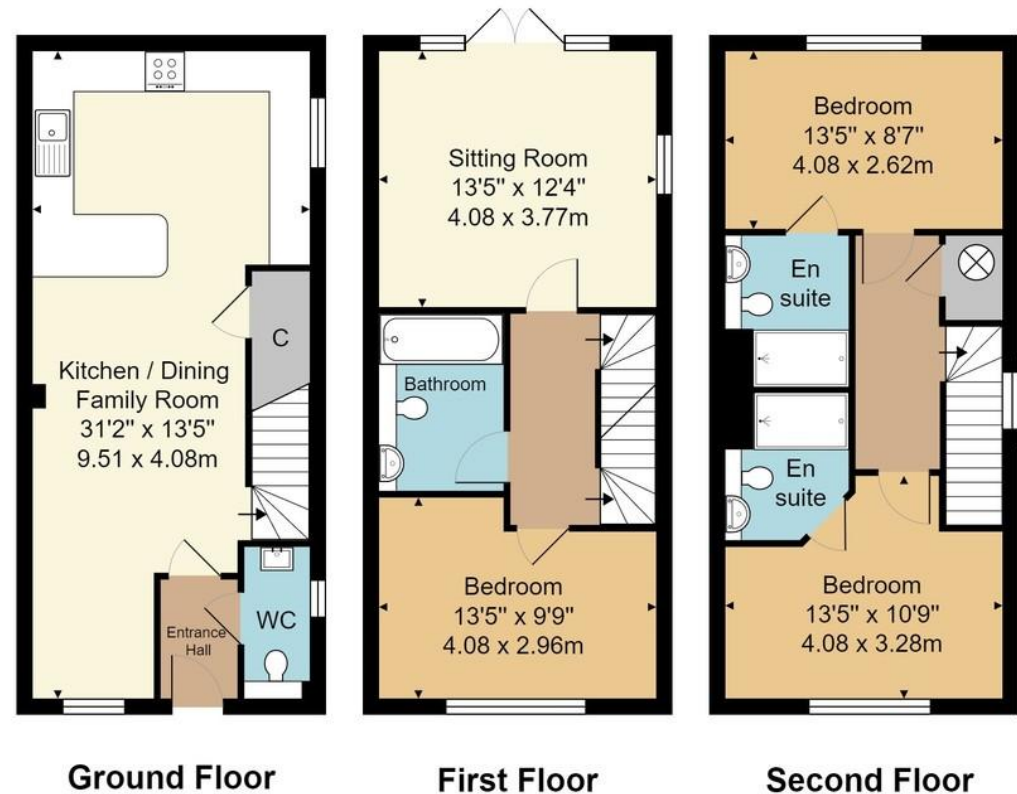 Kitchen / Dining
Family Room
31'2" x 13'5"
9.51 x 4.08m
C
Entrance
Hall
WC
Ground Floor
Sitting Room
13'5" x 12'4"
4.08 x 3.77m
Bathroom
Bedroom
13'5" x 9'9"
4.08 x 2.96m
First Floor
Bedroom
13'5" x 8'7"
4.08 x 2.62m
En
suite
En
suite
Bedroom
13'5" x 10'9"
4.08 x 3.28m
Second Floor